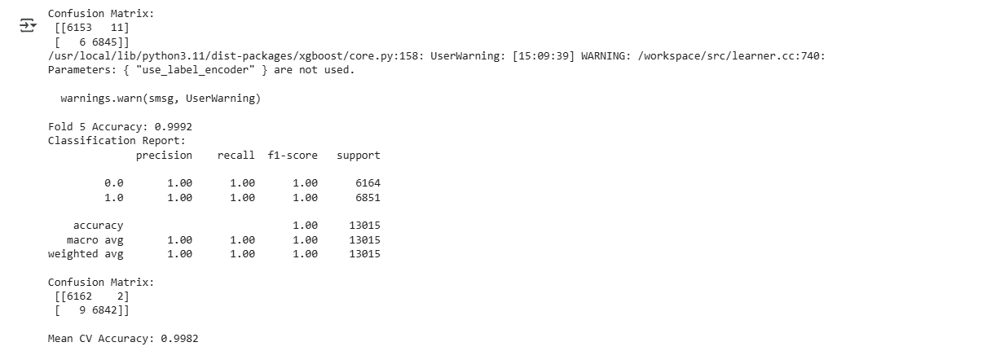 Confusion Matrix:
[[6153   11]
[   6 6845]]
/usr/local/lib/python3.11/dist-packages/xgboost/core.py:158: UserWarning: [15:09:39] WARNING: /workspace/src/learner.cc:740:
Parameters: { "use_label_encoder" } are not used.
warnings.warn(smsg, UserWarning)
Fold 5 Accuracy: 0.9992
Classification Report:
precision    recall  f1-score   support
0.0       1.00      1.00      1.00      6164
1.0       1.00      1.00      1.00      6851
accuracy                           1.00     13015
macro avg       1.00      1.00      1.00     13015
weighted avg       1.00      1.00      1.00     13015
Confusion Matrix:
[[6162    2]
[   9 6842]]
Mean CV Accuracy: 0.9982